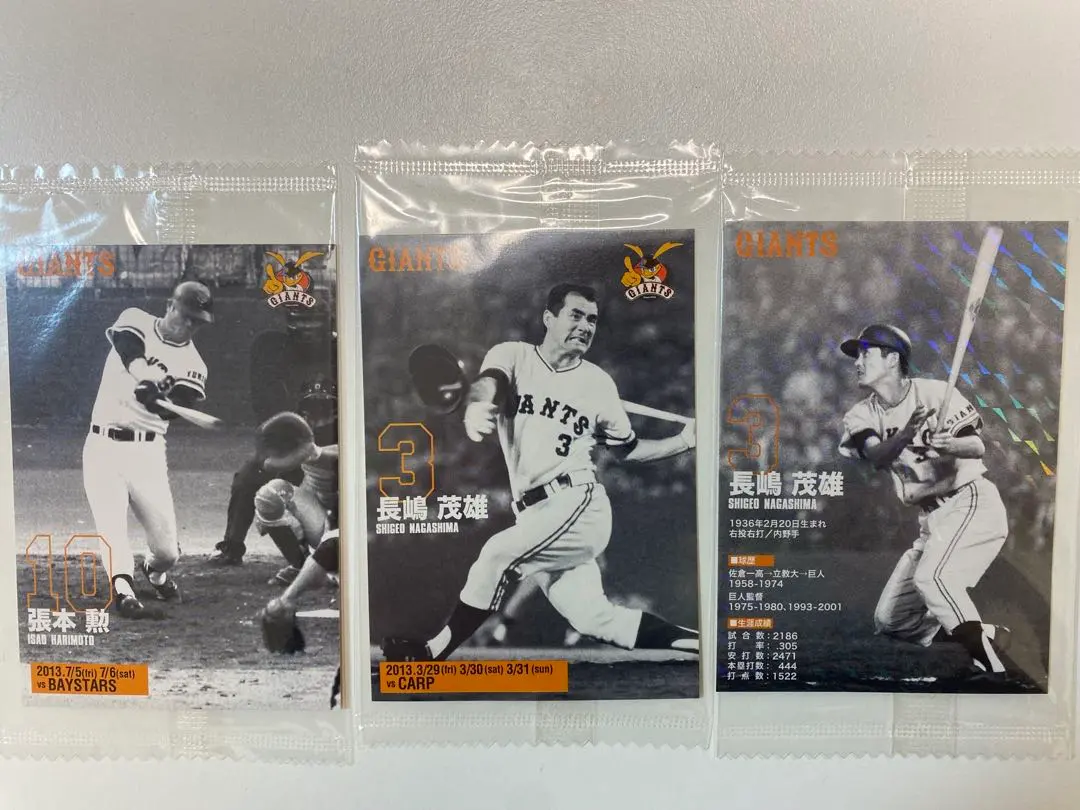 GIANTS
GIANTS
YOMI
10
張本 勲
ISAO HARIMOTO
2013.7/5(fri) 7/6(sat)
vs BAYSTARS
GIANTS
GIANTS
ANTS
3
3
長嶋 茂雄
SHIGEO NAGASHIMA
2013.3/29(fri) 3/30(sat) 3/31(sun)
vs CARP
GIANTS
GIAN
3
長嶋 茂雄
SHIGEO NAGASHIMA
1936年2月20日生まれ
右投右打/内野手
■球歴
佐倉一高→立教大→巨人
1958-1974
巨人監督
1975-1980、1993-2001
■生涯成績
試合数:2186
打率:.305
安打数:2471
本塁打数:444
打点数:1522